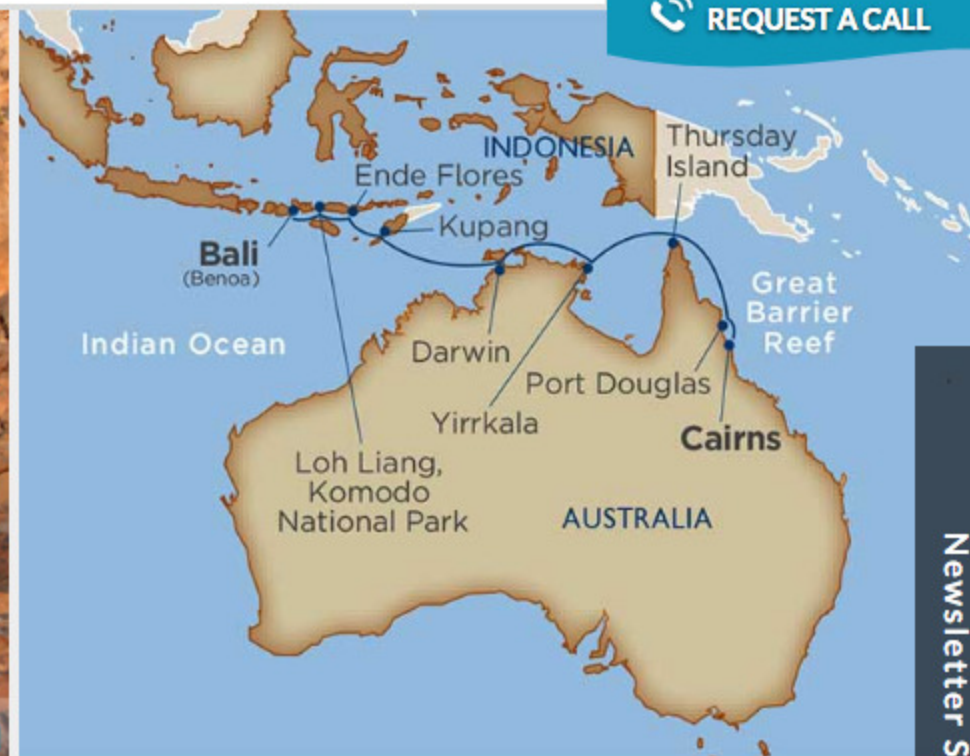 REQUEST A CALL
INDONESIA
Thursday
Island
Ende Flores
Kupang
Bali
(Benoa)
Great
Barrier
Reef
Indian Ocean
Darwin
Port Douglas
Yirrkala
Cairns
Loh Liang,
Komodo
National Park
AUSTRALIA
Newsletter S